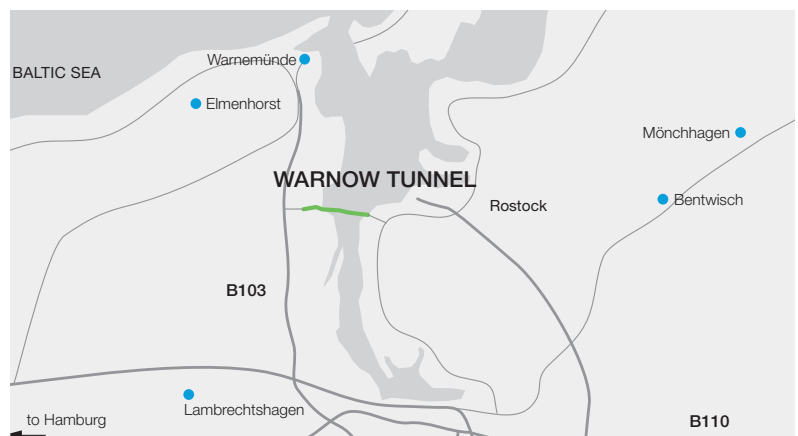 Warnemünde
BALTIC SEA
Elmenhorst
Mönchhagen
WARNOW TUNNEL
Bentwisch
Rostock
B103
Lambrechtshagen
to Hamburg
B110